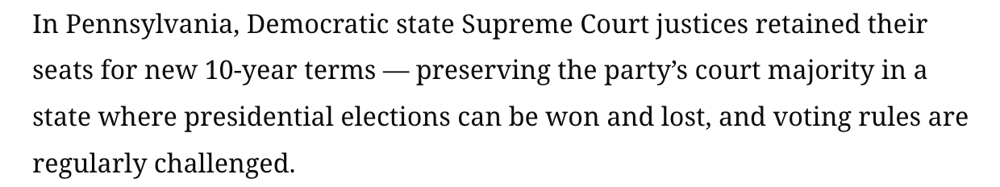 In Pennsylvania, Democratic state Supreme Court justices retained their
seats for new 10-year terms — preserving the party’s court majority in a
state where presidential elections can be won and lost, and voting rules are
regularly challenged.